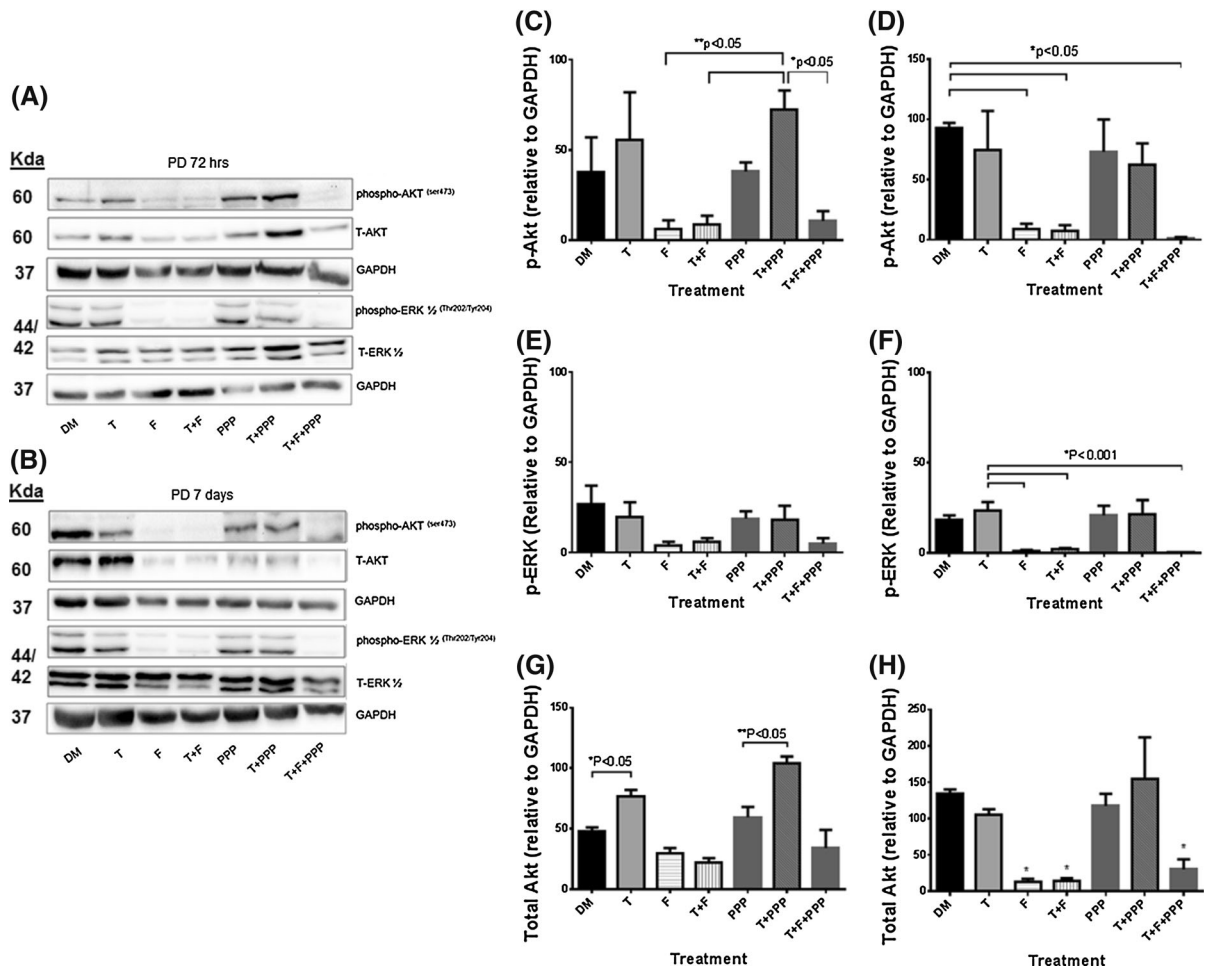 (A)
Kda
PD 72 hrs
60
phospho-AKT (ser473)
60
T-AKT
37
GAPDH
phospho-ERK ½ (Thr202/Tyr204)
44/
42
T-ERK ½
37
GAPDH
DM T F T+F PPP T+PPP T+F+PPP
(B)
Kda
PD 7 days
60
phospho-AKT (ser473)
60
T-AKT
37
GAPDH
phospho-ERK ½ (Thr202/Tyr204)
44/
42
T-ERK ½
37
GAPDH
DM T F T+F PPP T+PPP T+F+PPP
(C)
p-Akt (relative to GAPDH)
100
50
0
**p<0.05
*p<0.05
DM T F T+F PPP T+PPP T+F+PPP
Treatment
(D)
p-Akt (relative to GAPDH)
150
100
50
0
*p<0.05
DM T F T+F PPP T+PPP T+F+PPP
Treatment
(E)
p-ERK (Relative to GAPDH)
100
50
0
DM T F T+F PPP T+PPP T+F+PPP
Treatment
(F)
p-ERK (Relative to GAPDH)
100
50
0
*P<0.001
DM T F T+F PPP T+PPP T+F+PPP
Treatment
(G)
Total Akt (relative to GAPDH)
150
100
50
0
*P<0.05
**P<0.05
DM T F T+F PPP T+PPP T+F+PPP
Treatment
(H)
Total Akt (relative to GAPDH)
250
200
150
100
50
0
* * *
DM T F T+F PPP T+PPP T+F+PPP
Treatment